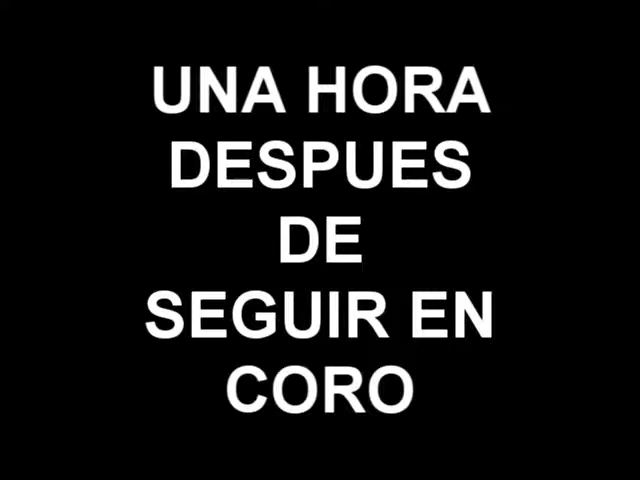 UNA HORA
DESPUES
DE
SEGUIR EN
CORO